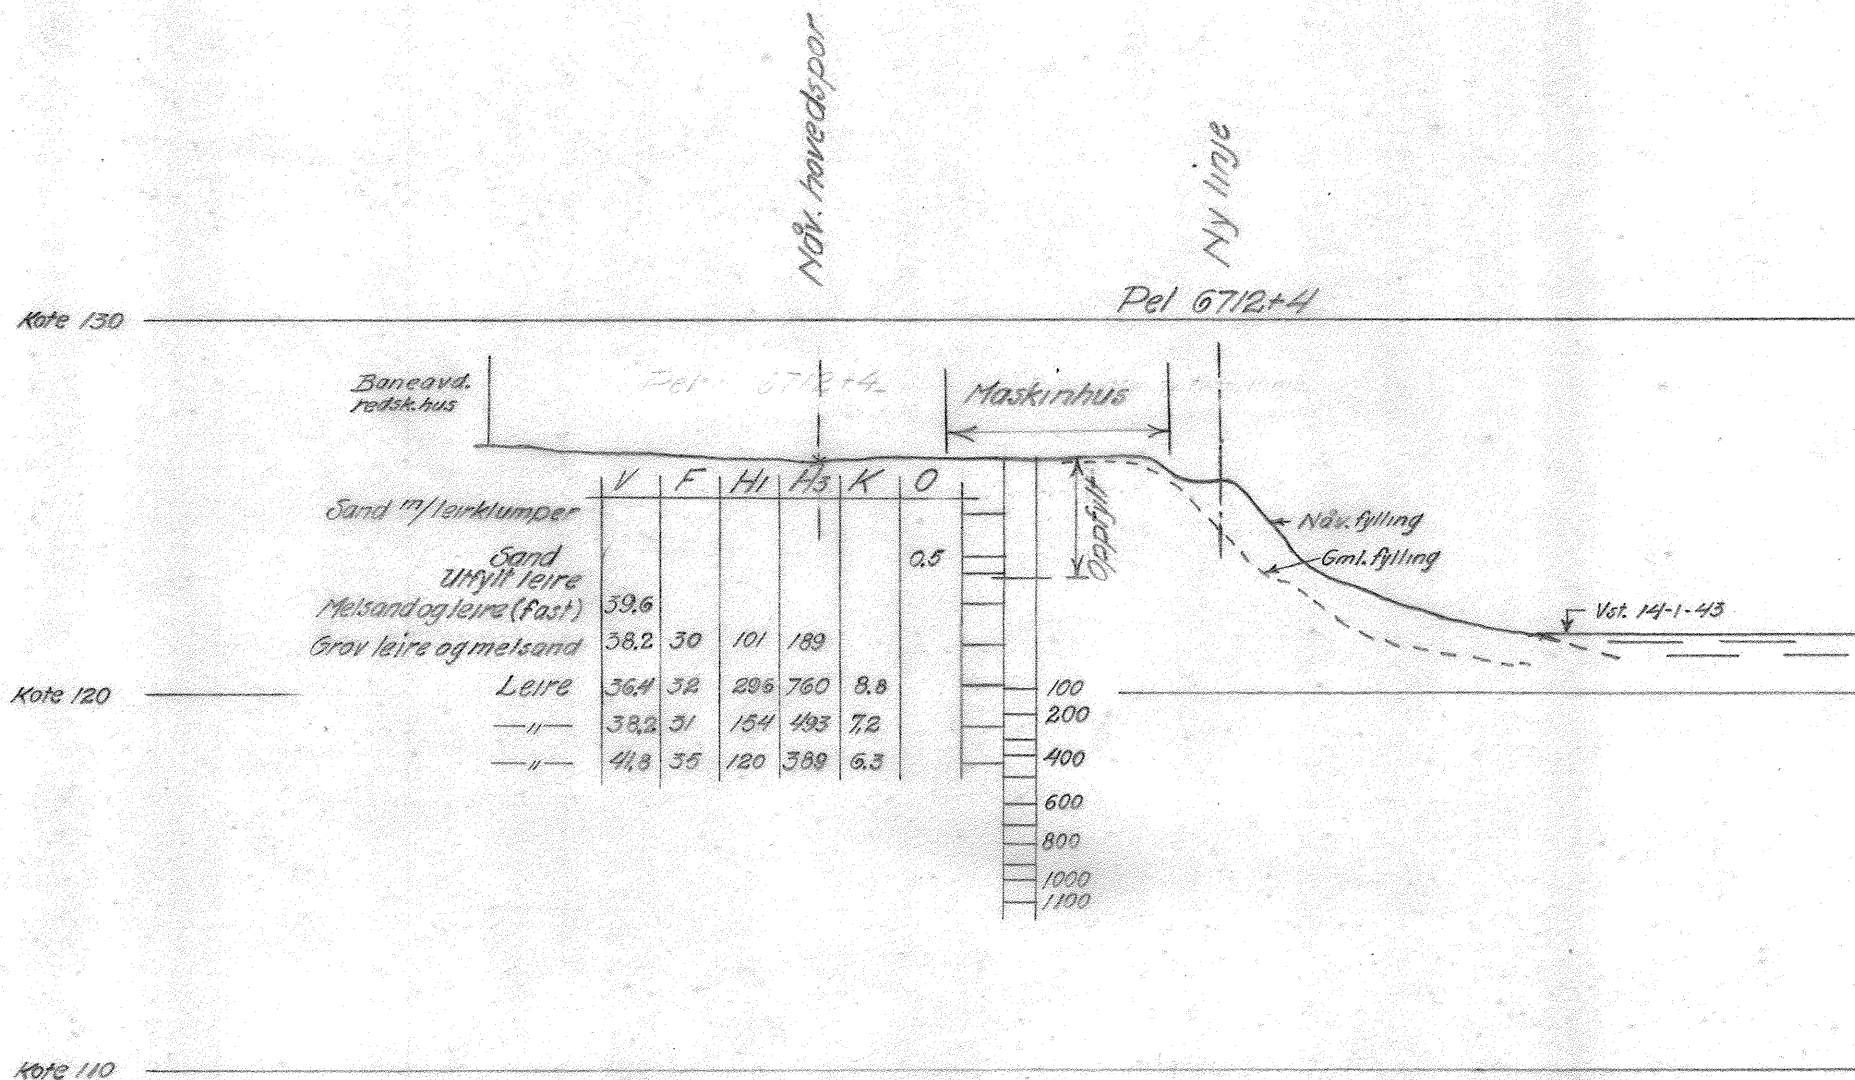 Nåv. hovedspor
Ny linje
Pel 6712+4
Kote 130
Baneavd.
redsk.hus
Pel 6712+4
Maskinhus
V F H1 H3 K O
Sand m/leirklumper
Oppfylt
Nåv. fylling
Sand 0.5
Gml. fylling
Utfylt leire
Melsand og leire (fast) 39.6
Vst. 14-1-43
Grov leire og melsand 38.2 30 101 189
Kote 120
Leire 36.4 32 296 760 8.8
—〃— 38.2 31 154 493 7.2
—〃— 41.8 35 120 389 6.3
100
200
400
600
800
1000
1100
Kote 110